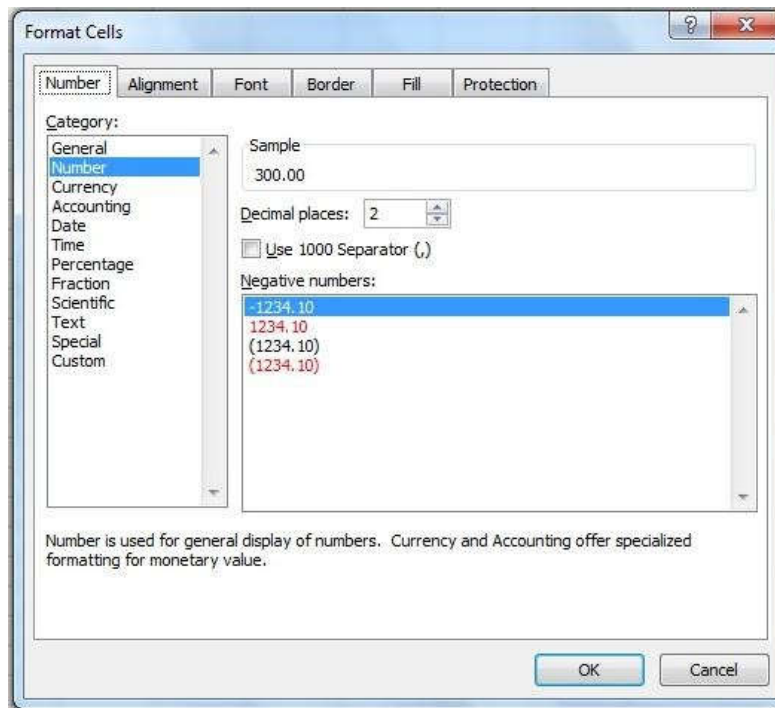 Format Cells
Number Alignment Font Border Fill Protection
Category:
General
Number
Currency
Accounting
Date
Time
Percentage
Fraction
Scientific
Text
Special
Custom
Sample
300.00
Decimal places: 2
Use 1000 Separator (,)
Negative numbers:
-1234.10
1234.10
(1234.10)
(1234.10)
Number is used for general display of numbers. Currency and Accounting offer specialized
formatting for monetary value.
OK Cancel